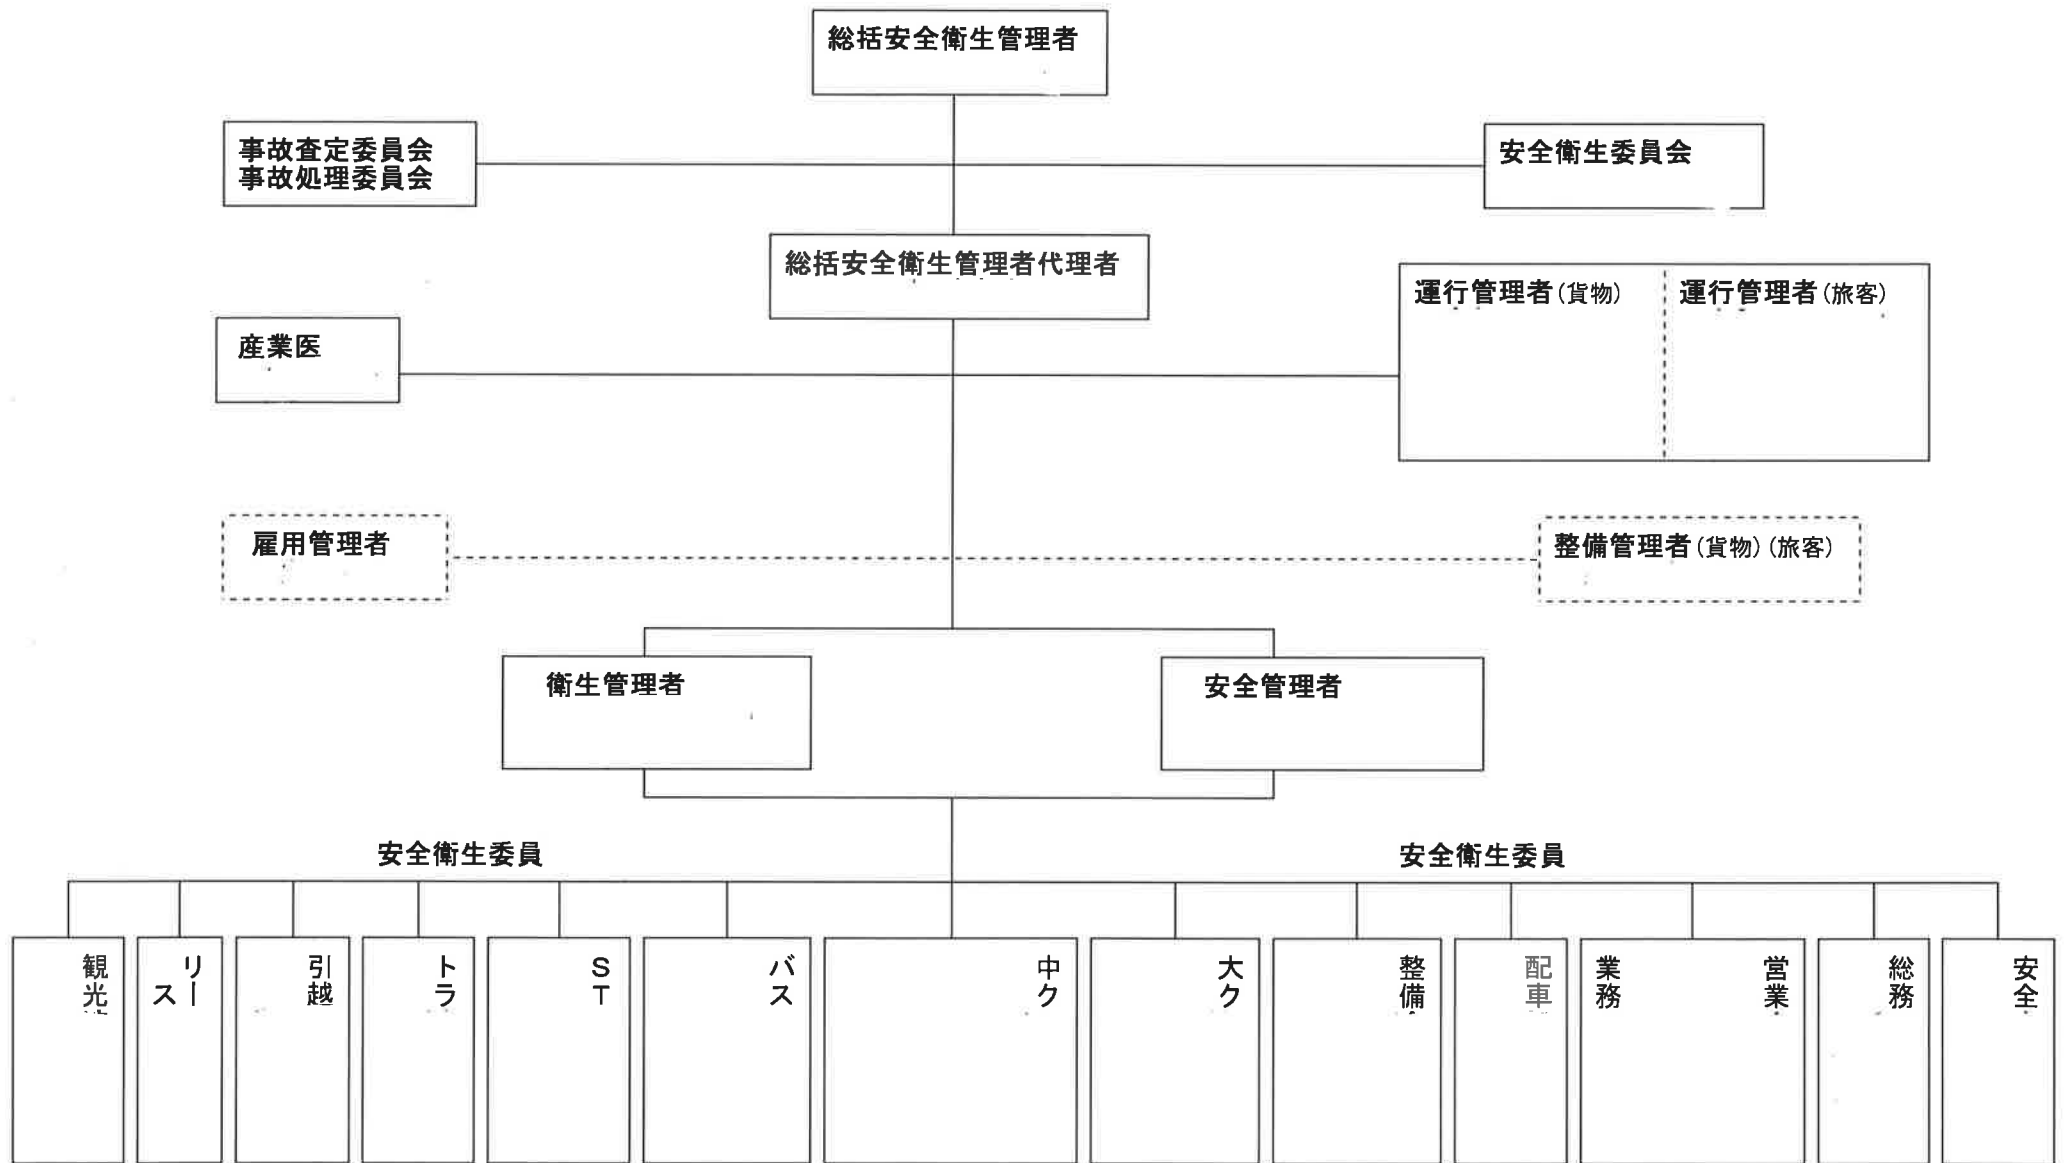 総括安全衛生管理者
事故査定委員会
事故処理委員会
安全衛生委員会
総括安全衛生管理者代理者
運行管理者(貨物)
運行管理者(旅客)
産業医
雇用管理者
整備管理者(貨物)(旅客)
衛生管理者
安全管理者
安全衛生委員
安全衛生委員
観光
リース
引越
トラ
ST
バス
中ク
大ク
整備
配車
業務
営業
総務
安全